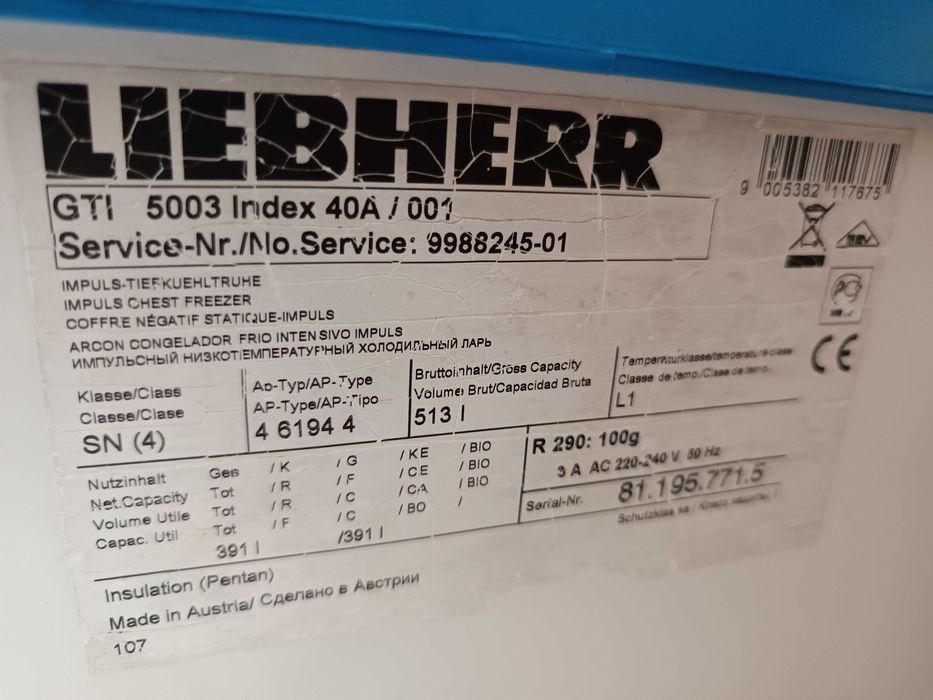 LIEBHERR
9 005382 117875
GTI 5003 Index 40A / 001
Service-Nr./No.Service: 9988245-01
IMPULS-TIEFKUEHLTRUHE
IMPULS CHEST FREEZER
COFFRE NÉGATIF STATIQUE-IMPULS
ARCON CONGELADOR FRIO INTENSIVO IMPULS
ИМПУЛЬСНЫЙ НИЗКОТЕМПЕРАТУРНЫЙ ХОЛОДИЛЬНЫЙ ЛАРЬ
CE
Klasse/Class
Classe/Clase
SN (4)
Ap-Typ/AP-Type
AP-Type/AP-Tipo
4 6194 4
Bruttoinhalt/Gross Capacity
Volume Brut/Capacidad Bruta
513 l
Temperaturklasse/temperature class
Classe de temp./Clase de temp.
L1
Nutzinhalt Ges / K / G / KE / BIO
Net.Capacity Tot / R / F / CE / BIO
Volume Utile Tot / R / C / CA / BIO
Capac. Util Tot / F / C / BO /
391 l /391 l
R 290: 100g
3 A AC 220-240 V 50 Hz
Serial-Nr. 81.195.771.5
Schutzklasse / Класс защиты, I
Insulation (Pentan)
Made in Austria/ Сделано в Австрии
107